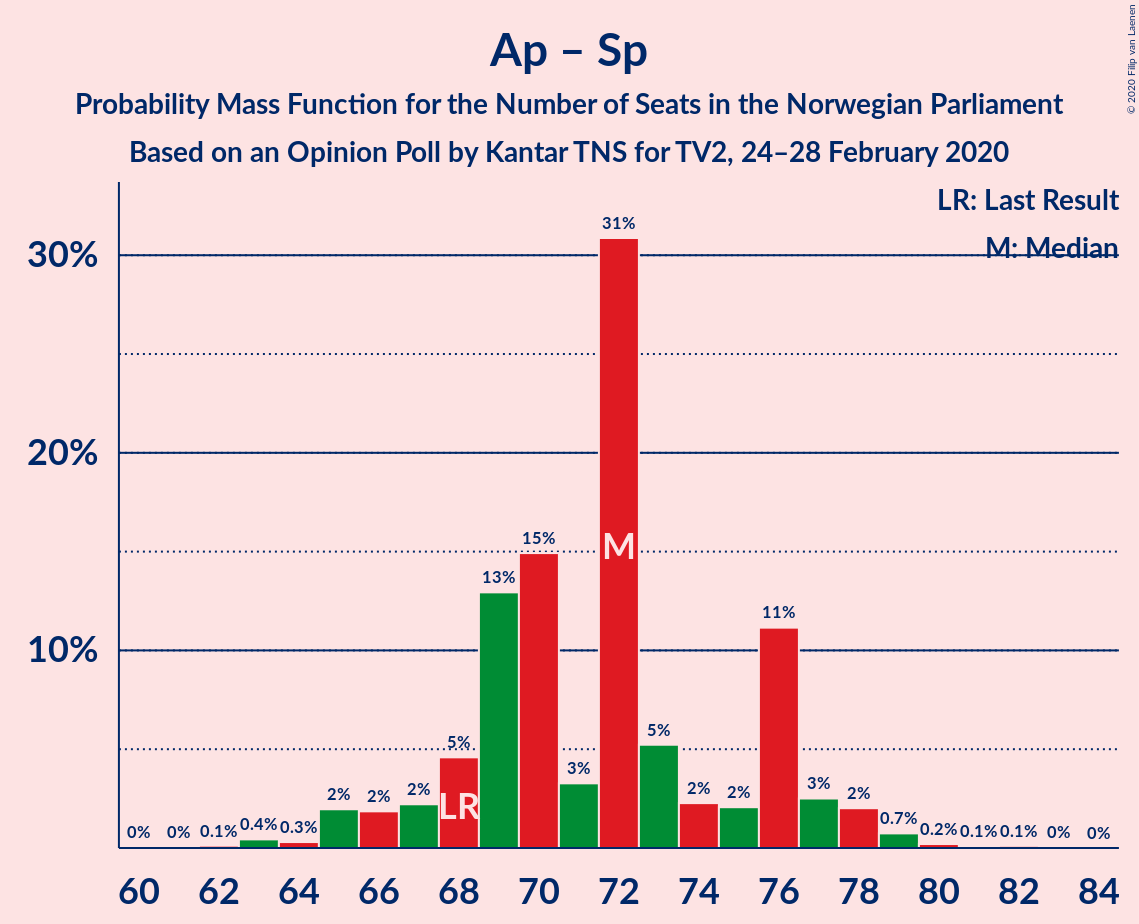 Ap – Sp
Probability Mass Function for the Number of Seats in the Norwegian Parliament
Based on an Opinion Poll by Kantar TNS for TV2, 24–28 February 2020
© 2020 Filip van Laenen
LR: Last Result
M: Median
30%
20%
10%
0% 0% 0.1% 0.4% 0.3% 2% 2% 2% 5% 13% 15% 3% 31% 5% 2% 2% 11% 3% 2% 0.7% 0.2% 0.1% 0.1% 0% 0%
M
LR
60 62 64 66 68 70 72 74 76 78 80 82 84